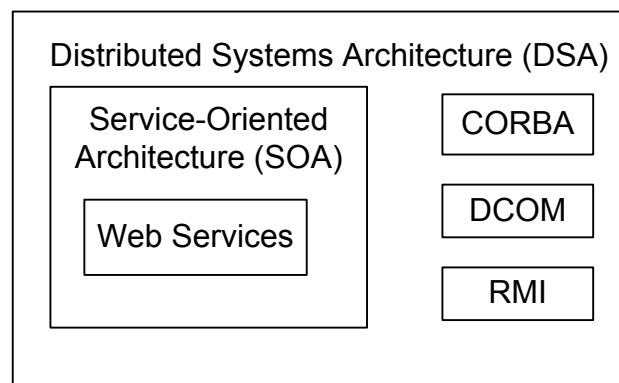 Distributed Systems Architecture (DSA)
Service-Oriented
Architecture (SOA)
Web Services
CORBA
DCOM
RMI